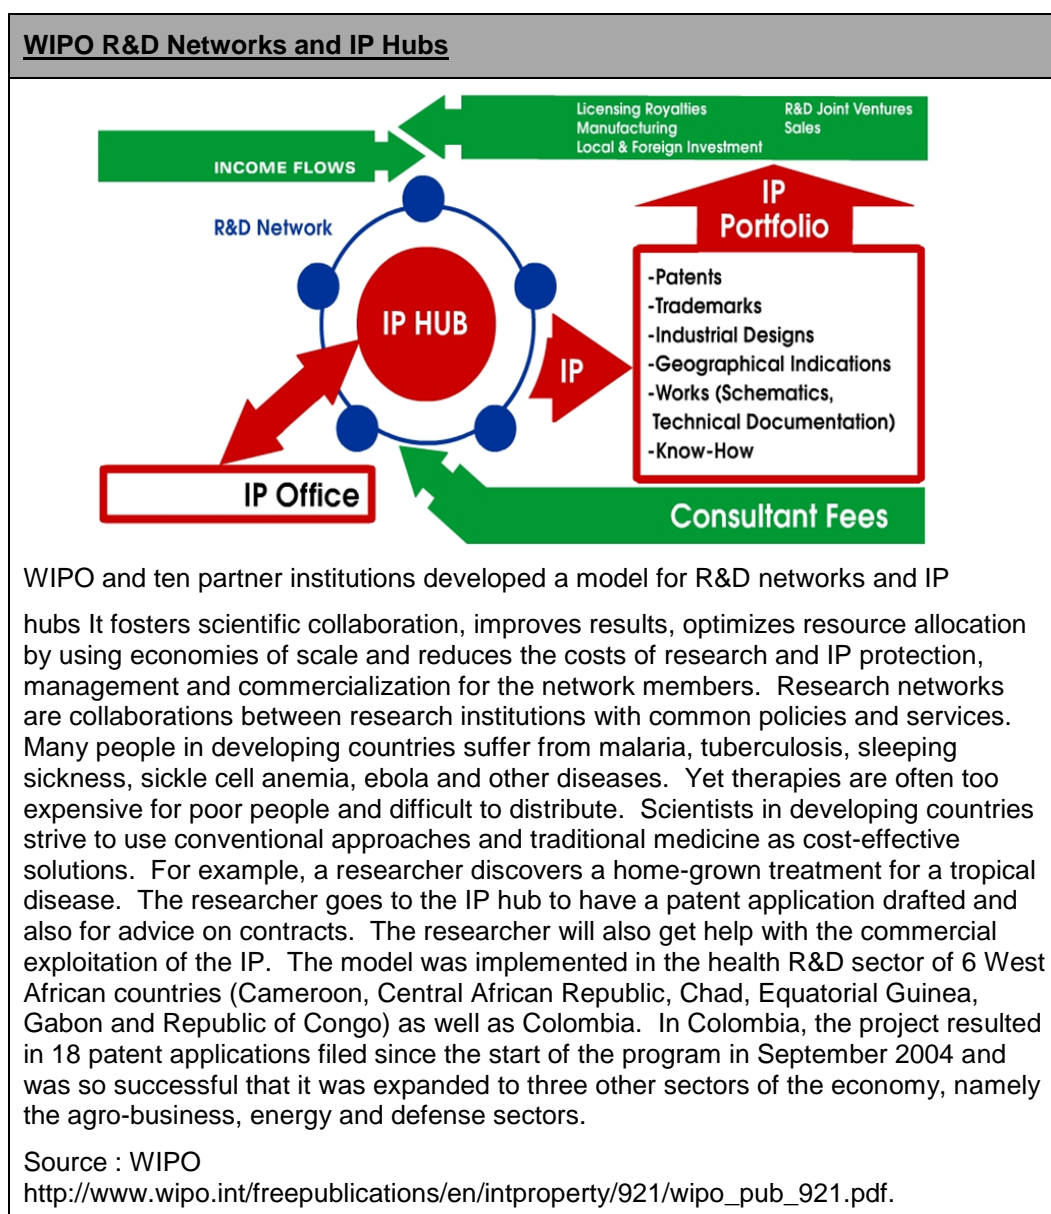 WIPO R&D Networks and IP Hubs
Licensing Royalties
Manufacturing
Local & Foreign Investment
R&D Joint Ventures
Sales
INCOME FLOWS
IP
Portfolio
R&D Network
IP HUB
IP
-Patents
-Trademarks
-Industrial Designs
-Geographical Indications
-Works (Schematics,
Technical Documentation)
-Know-How
IP Office
Consultant Fees
WIPO and ten partner institutions developed a model for R&D networks and IP
hubs It fosters scientific collaboration, improves results, optimizes resource allocation
by using economies of scale and reduces the costs of research and IP protection,
management and commercialization for the network members.  Research networks
are collaborations between research institutions with common policies and services.
Many people in developing countries suffer from malaria, tuberculosis, sleeping
sickness, sickle cell anemia, ebola and other diseases.  Yet therapies are often too
expensive for poor people and difficult to distribute.  Scientists in developing countries
strive to use conventional approaches and traditional medicine as cost-effective
solutions.  For example, a researcher discovers a home-grown treatment for a tropical
disease.  The researcher goes to the IP hub to have a patent application drafted and
also for advice on contracts.  The researcher will also get help with the commercial
exploitation of the IP.  The model was implemented in the health R&D sector of 6 West
African countries (Cameroon, Central African Republic, Chad, Equatorial Guinea,
Gabon and Republic of Congo) as well as Colombia.  In Colombia, the project resulted
in 18 patent applications filed since the start of the program in September 2004 and
was so successful that it was expanded to three other sectors of the economy, namely
the agro-business, energy and defense sectors.
Source : WIPO
http://www.wipo.int/freepublications/en/intproperty/921/wipo_pub_921.pdf.